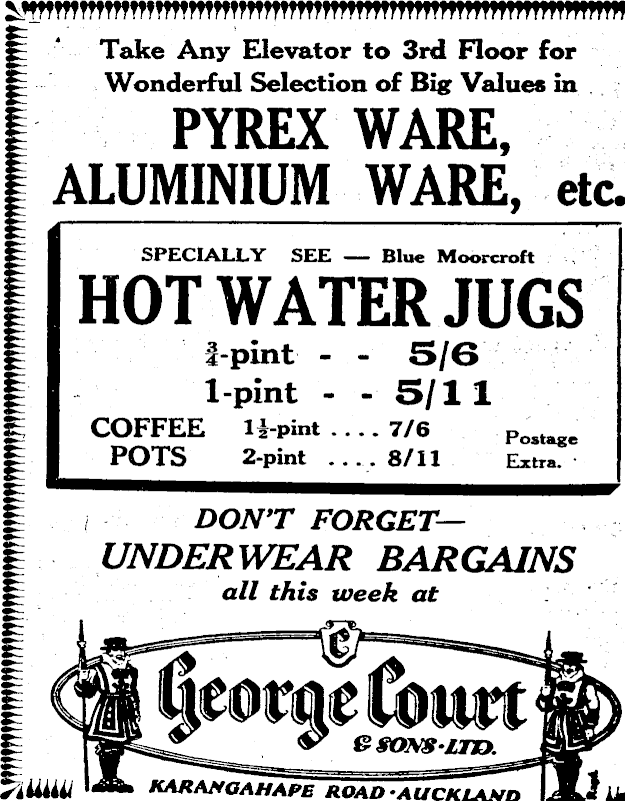 Take Any Elevator to 3rd Floor for
Wonderful Selection of Big Values in
PYREX WARE,
ALUMINIUM WARE, etc.
SPECIALLY SEE — Blue Moorcroft
HOT WATER JUGS
¾-pint - - 5/6
1-pint - - 5/11
COFFEE 1½-pint .... 7/6
POTS 2-pint .... 8/11
Postage
Extra.
DON'T FORGET—
UNDERWEAR BARGAINS
all this week at
C
George Court
& SONS·LTD.
KARANGAHAPE ROAD·AUCKLAND